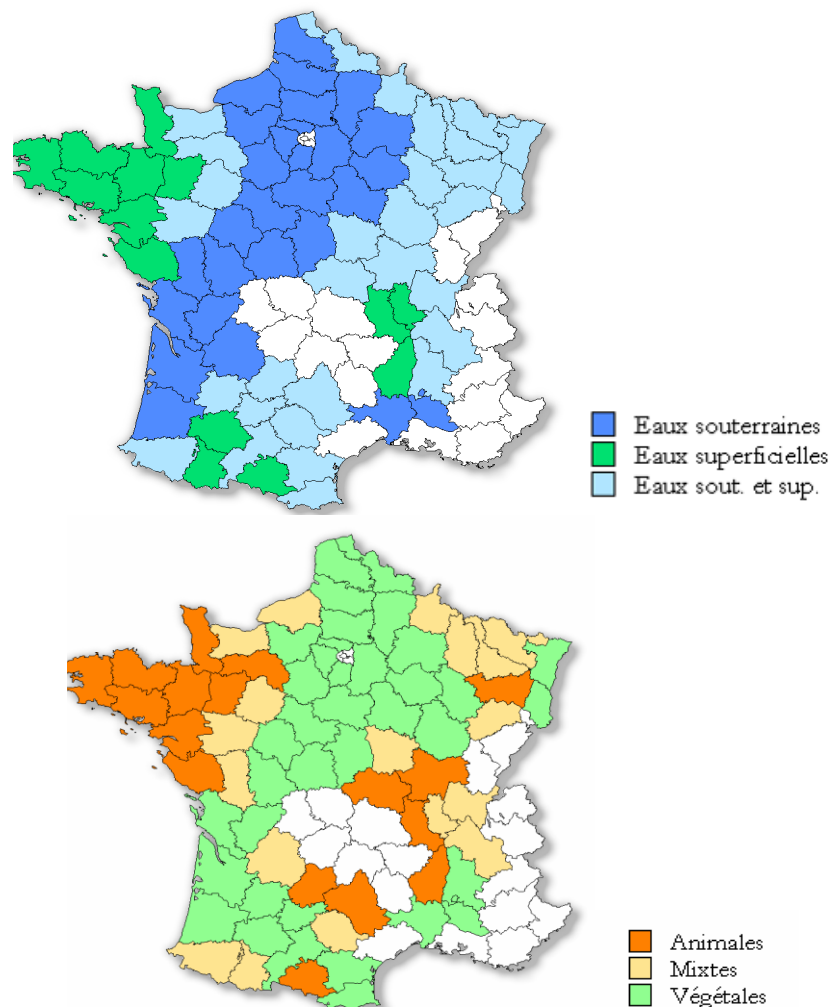 Eaux souterraines
Eaux superficielles
Eaux sout. et sup.
Animales
Mixtes
Végétales